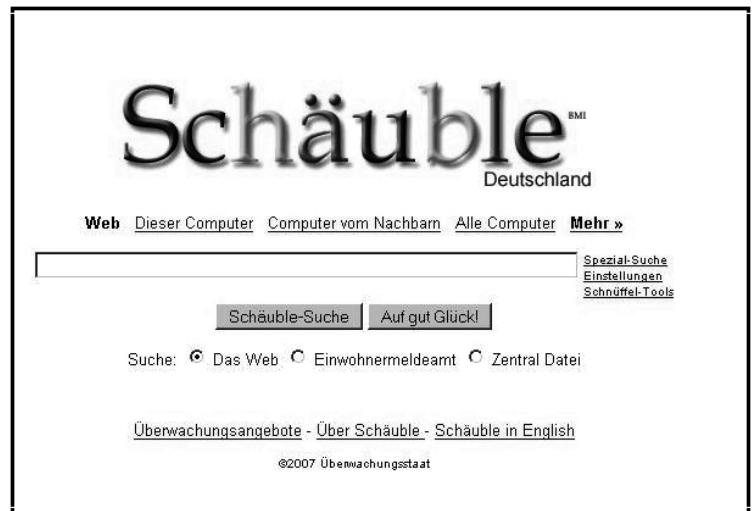 Schäuble BMI
Deutschland
Web Dieser Computer Computer vom Nachbarn Alle Computer Mehr »
Spezial-Suche
Einstellungen
Schnüffel-Tools
Schäuble-Suche Auf gut Glück!
Suche: Das Web Einwohnermeldeamt Zentral Datei
Überwachungsangebote - Über Schäuble - Schäuble in English
©2007 Überwachungsstaat